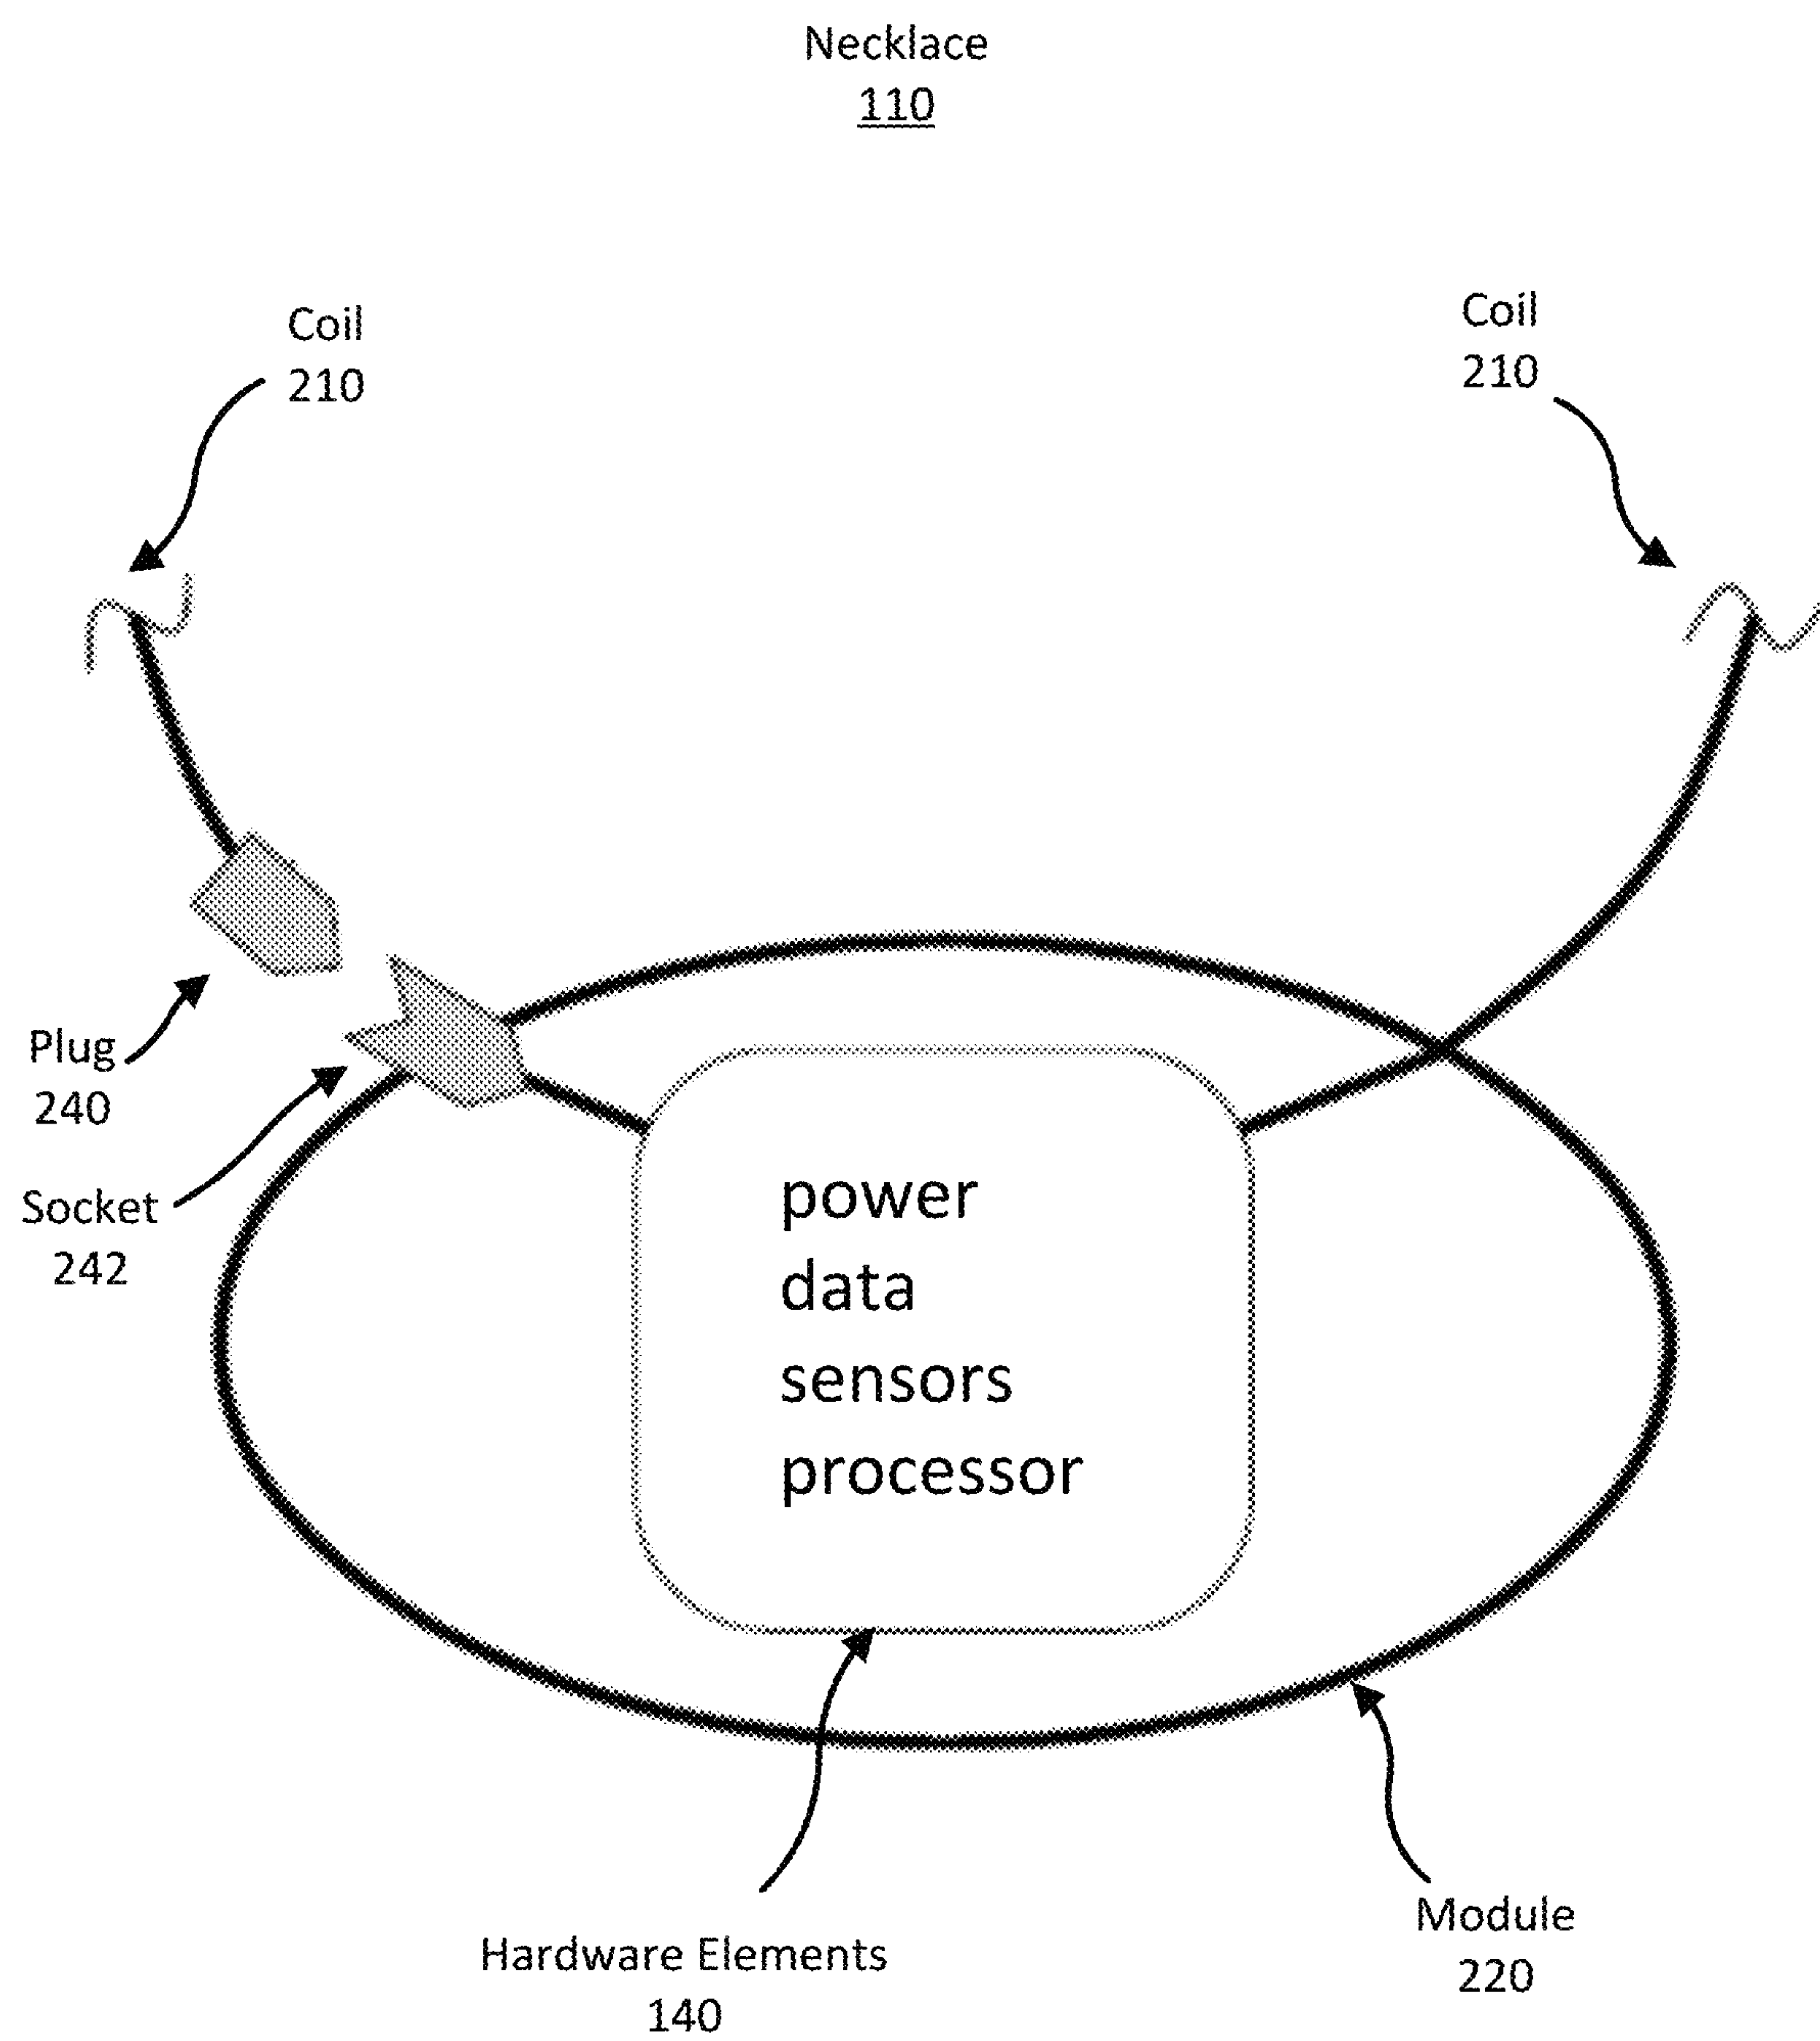 Necklace
110
Coil
210
Coil
210
Plug
240
Socket
242
power
data
sensors
processor
Hardware Elements
140
Module
220